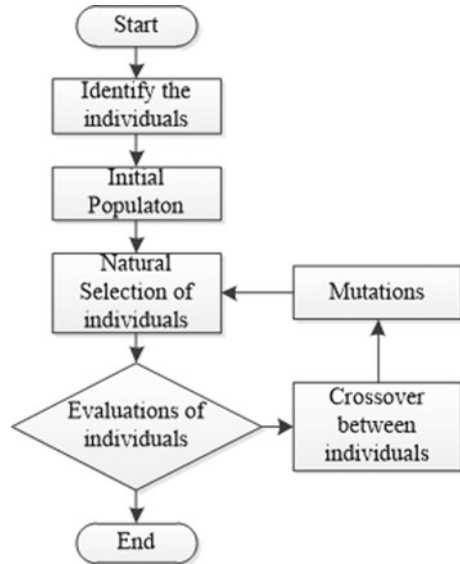 Start
Identify the
individuals
Initial
Populaton
Natural
Selection of
individuals
Mutations
Evaluations of
individuals
Crossover
between
individuals
End